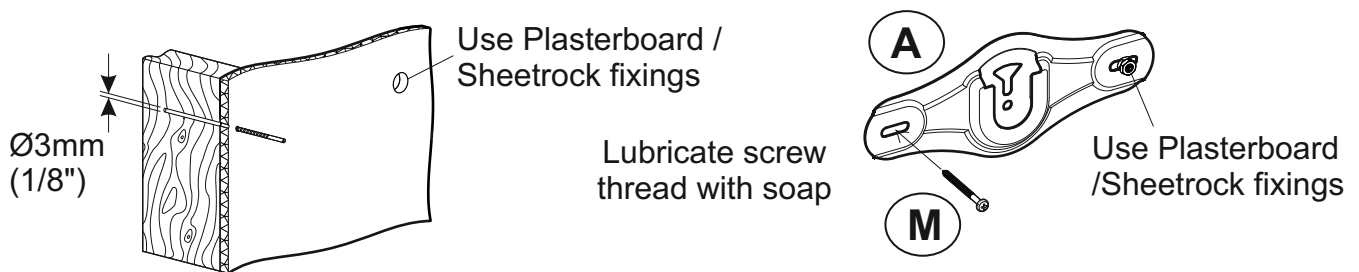 Use Plasterboard /
Sheetrock fixings
Ø3mm
(1/8")
A
Lubricate screw
thread with soap
M
Use Plasterboard
/Sheetrock fixings